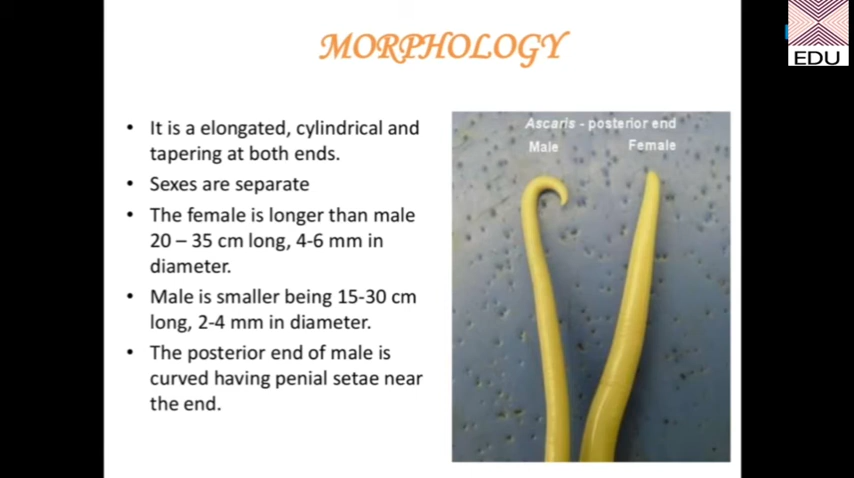 MORPHOLOGY
EDU
• It is a elongated, cylindrical and
tapering at both ends.
• Sexes are separate
• The female is longer than male
20 – 35 cm long, 4-6 mm in
diameter.
• Male is smaller being 15-30 cm
long, 2-4 mm in diameter.
• The posterior end of male is
curved having penial setae near
the end.
Ascaris - posterior end
Male Female